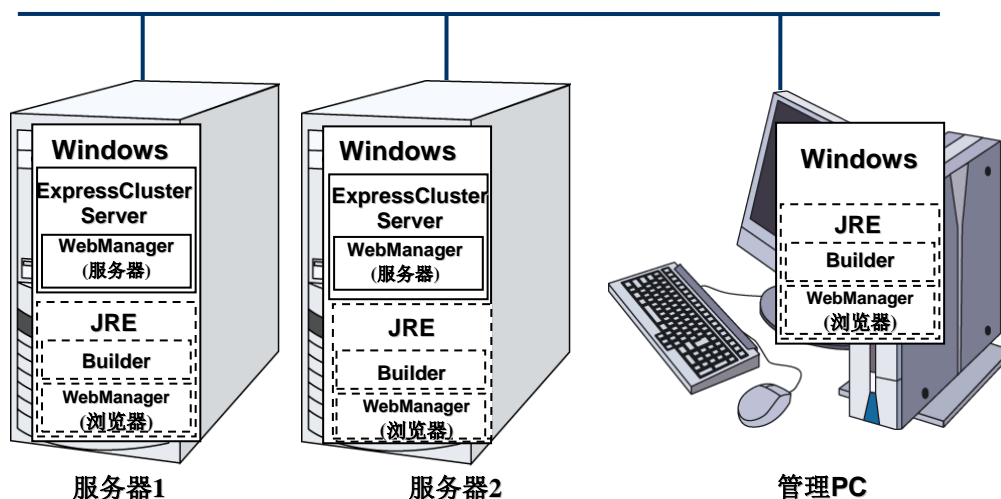 Windows
ExpressCluster
Server
WebManager
(服务器)
JRE
Builder
WebManager
(浏览器)
服务器1
Windows
ExpressCluster
Server
WebManager
(服务器)
JRE
Builder
WebManager
(浏览器)
服务器2
Windows
JRE
Builder
WebManager
(浏览器)
管理PC